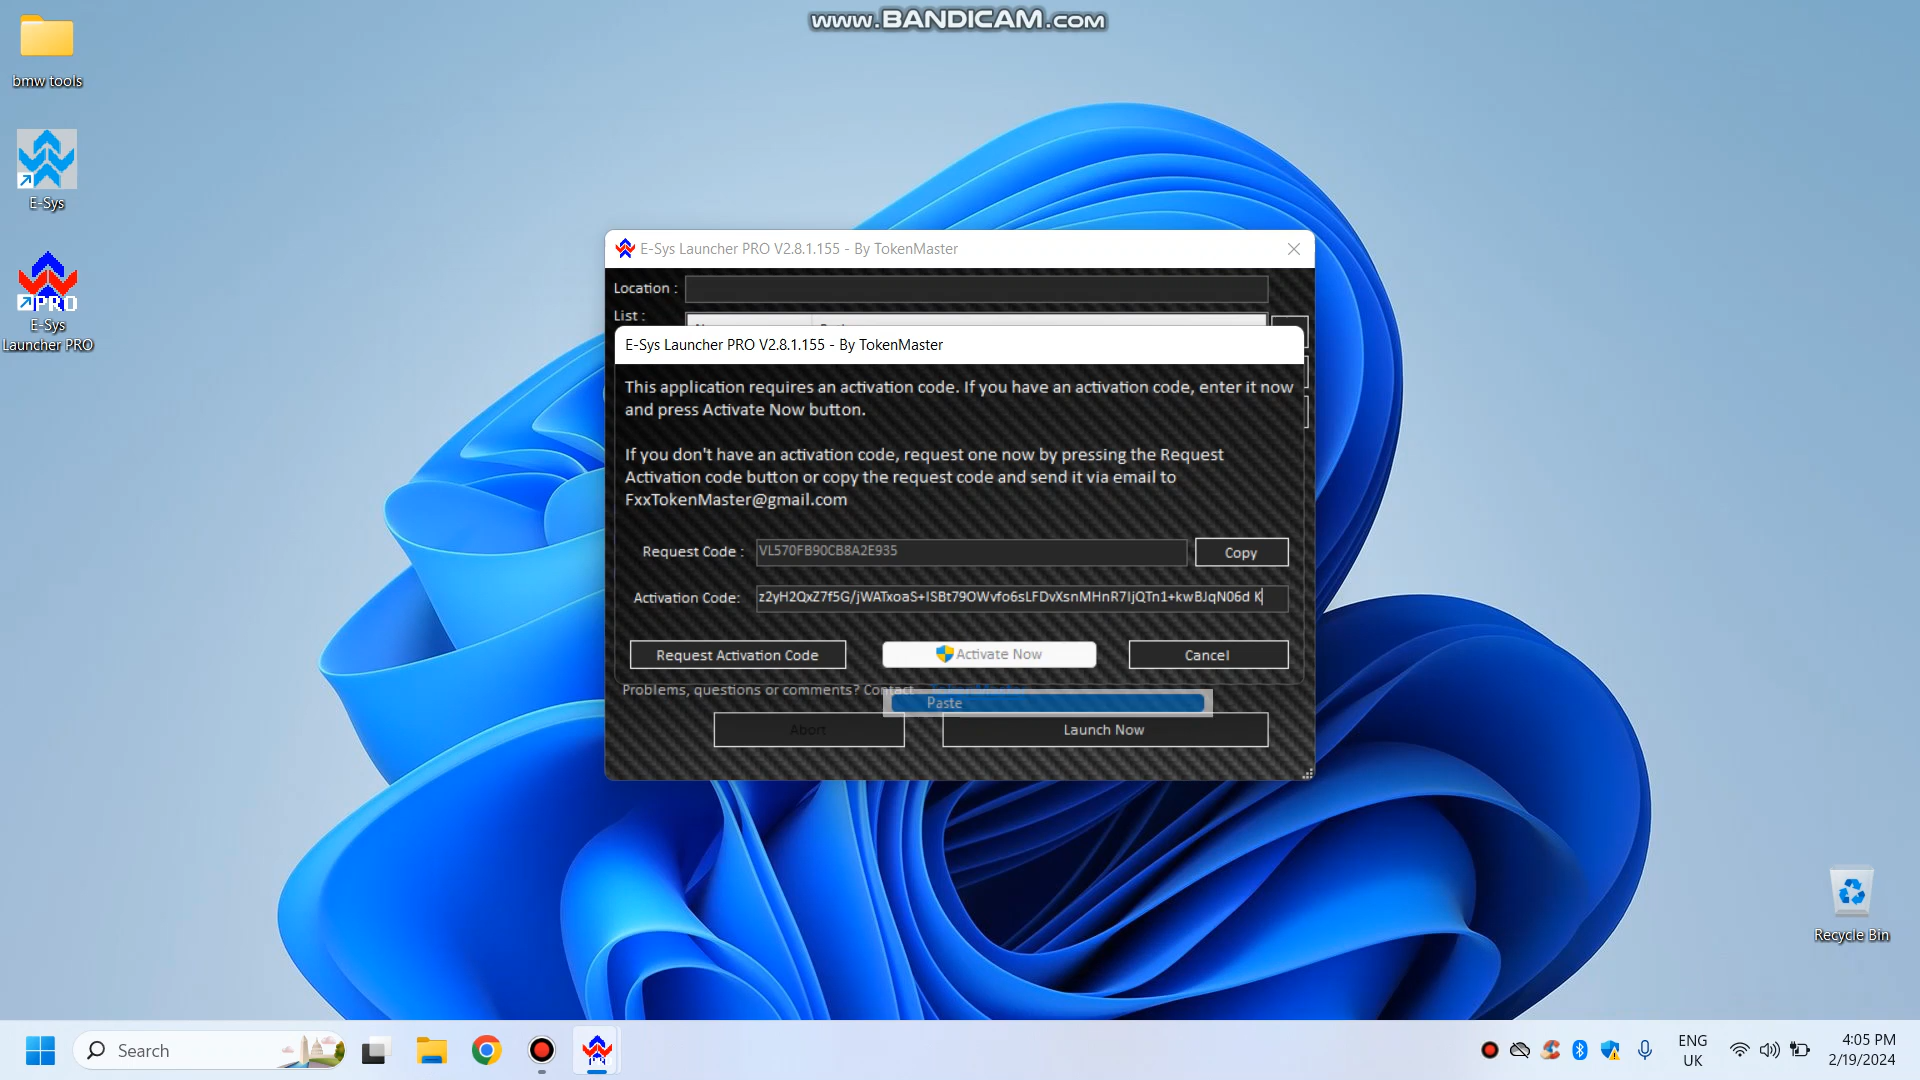 www.BANDICAM.com
bmw tools
E-Sys
PRO
E-Sys
Launcher PRO
E-Sys Launcher PRO V2.8.1.155 - By TokenMaster
Location :
List :
E-Sys Launcher PRO V2.8.1.155 - By TokenMaster
This application requires an activation code. If you have an activation code, enter it now
and press Activate Now button.
If you don't have an activation code, request one now by pressing the Request
Activation code button or copy the request code and send it via email to
FxxTokenMaster@gmail.com
Request Code :
VL570FB90CB8A2E935
Copy
Activation Code:
z2yH2QxZ7f5G/jWATxoaS+ISBt79OWvfo6sLFDvXsnMHnR7IjQTn1+kwBJqN06d K
Request Activation Code
Activate Now
Cancel
Problems, questions or comments? Contact
Paste
Abort
Launch Now
Recycle Bin
Search
ENG
UK
4:05 PM
2/19/2024